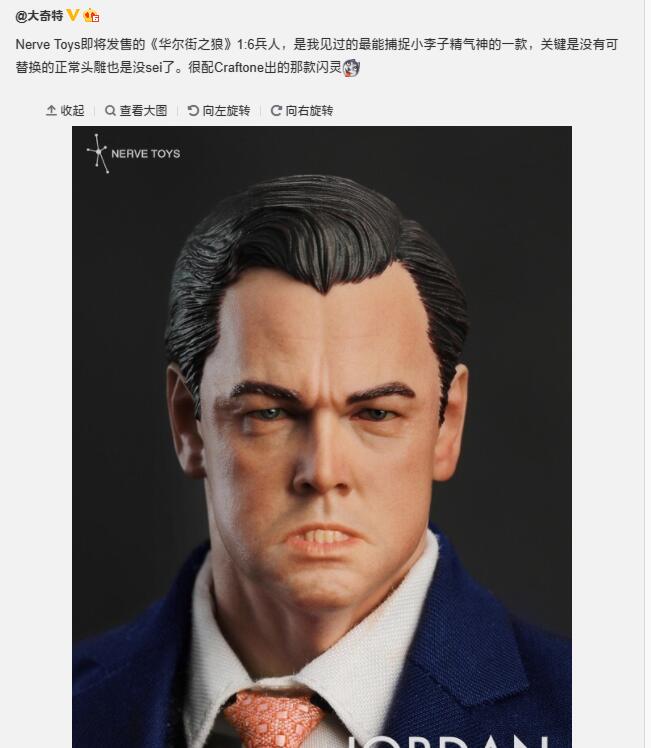 @大奇特
Nerve Toys即将发售的《华尔街之狼》1:6兵人，是我见过的最能捕捉小李子精气神的一款，关键是没有可
替换的正常头雕也是没sei了。很配Craftone出的那款闪灵
收起 查看大图 向左旋转 向右旋转
NERVE TOYS
JORDAN